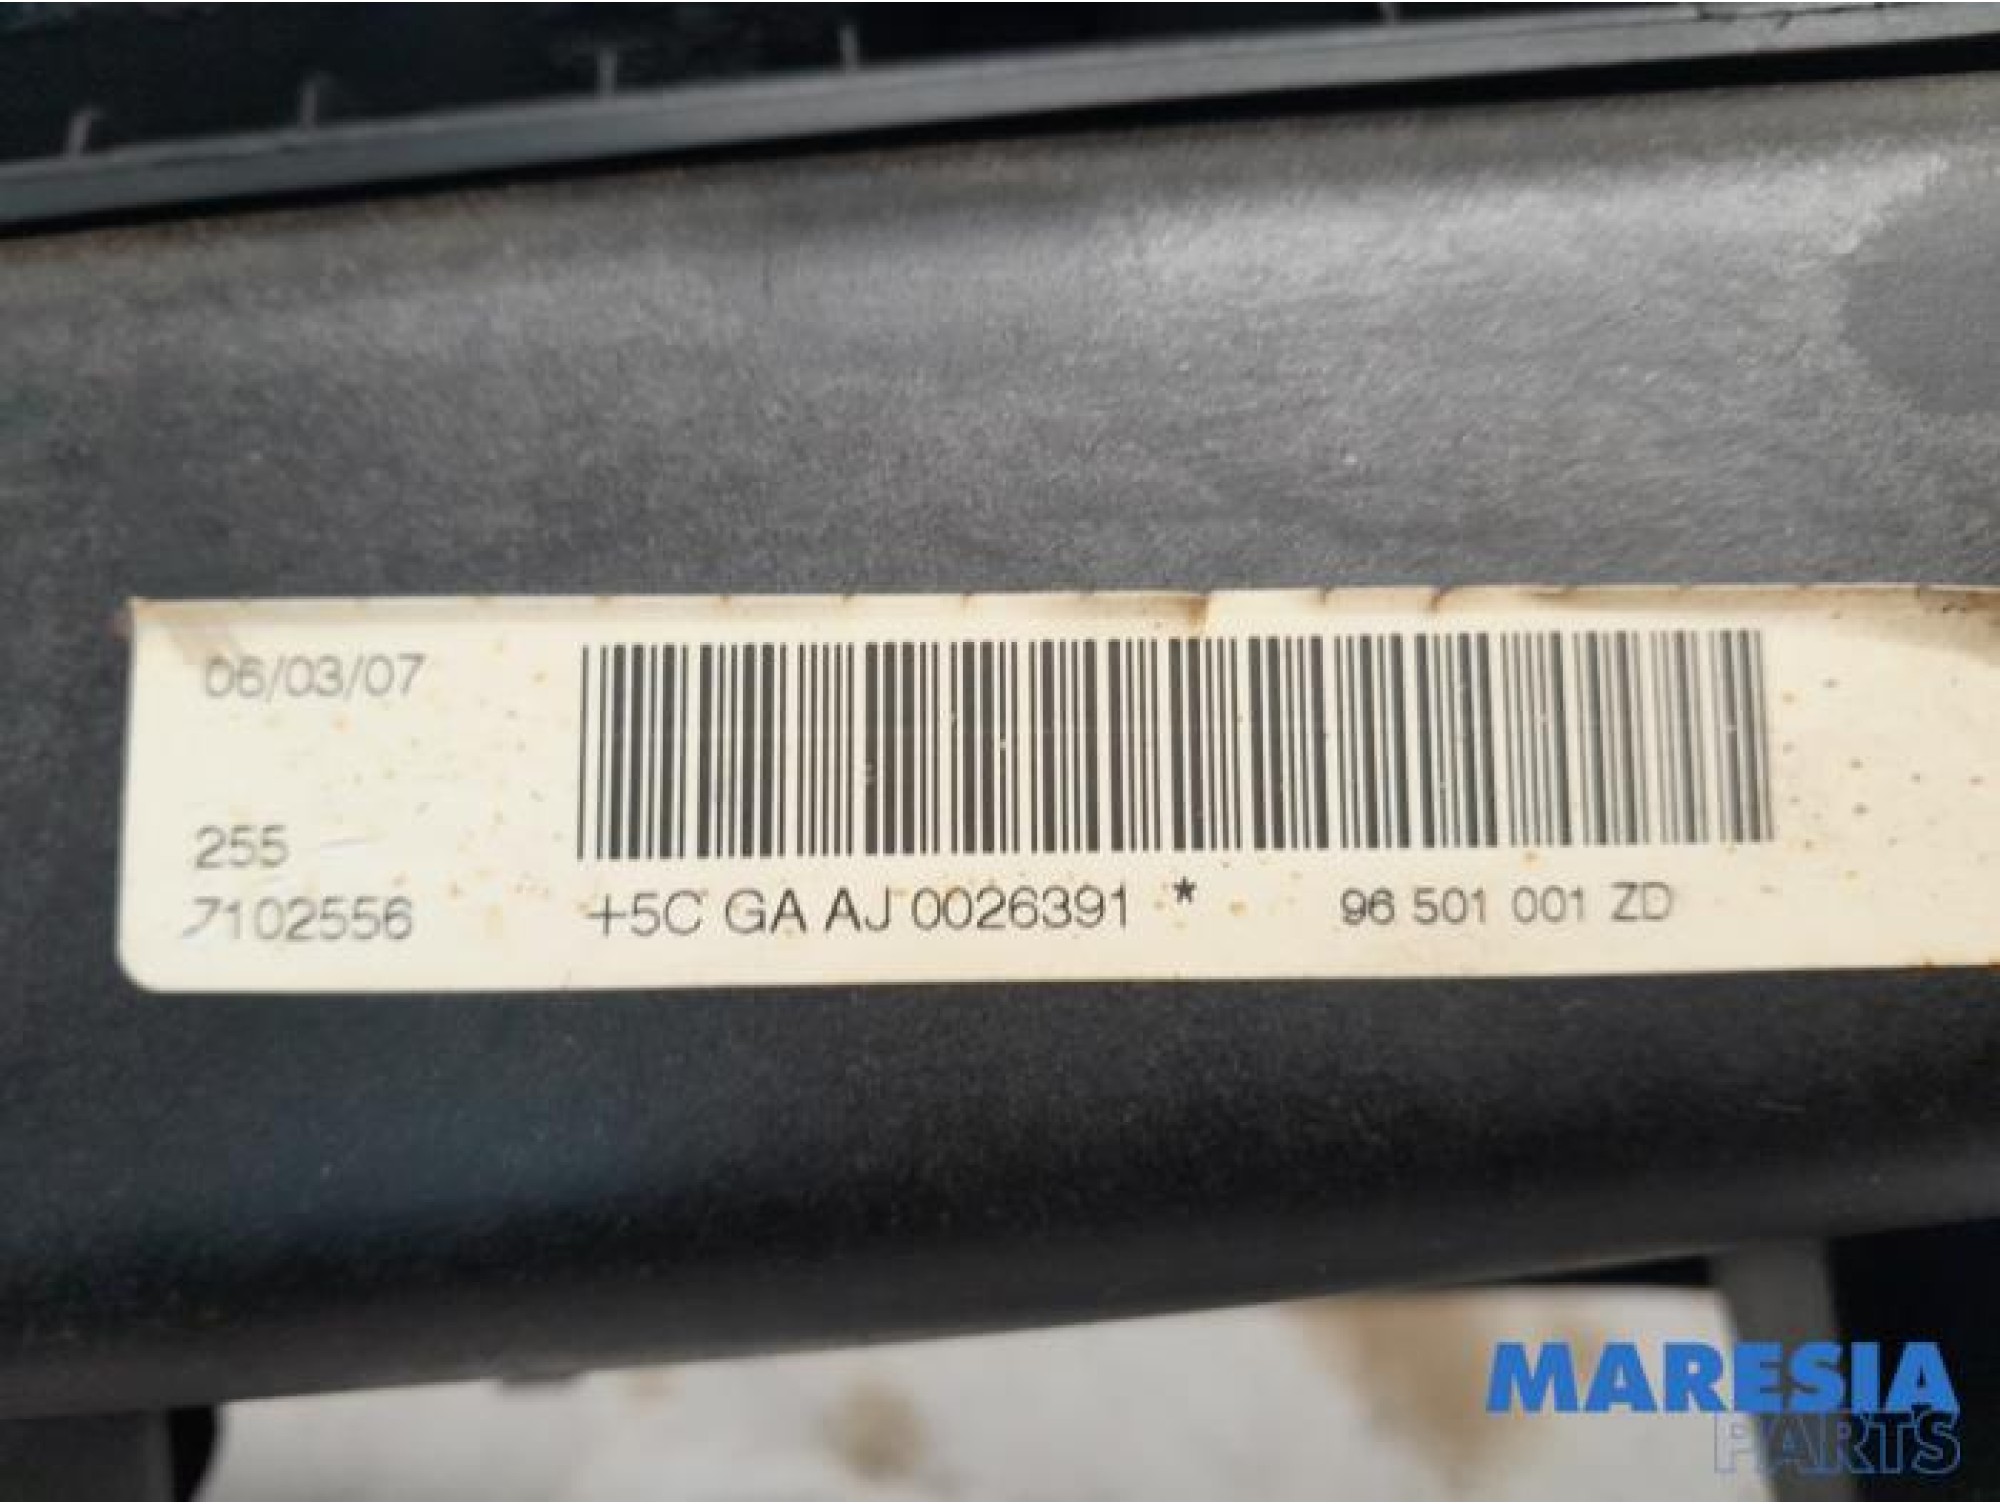 06/03/07
255
7102556
+5C GA AJ 0026391 * 96 501 001 ZD
MARESIA
PARTS